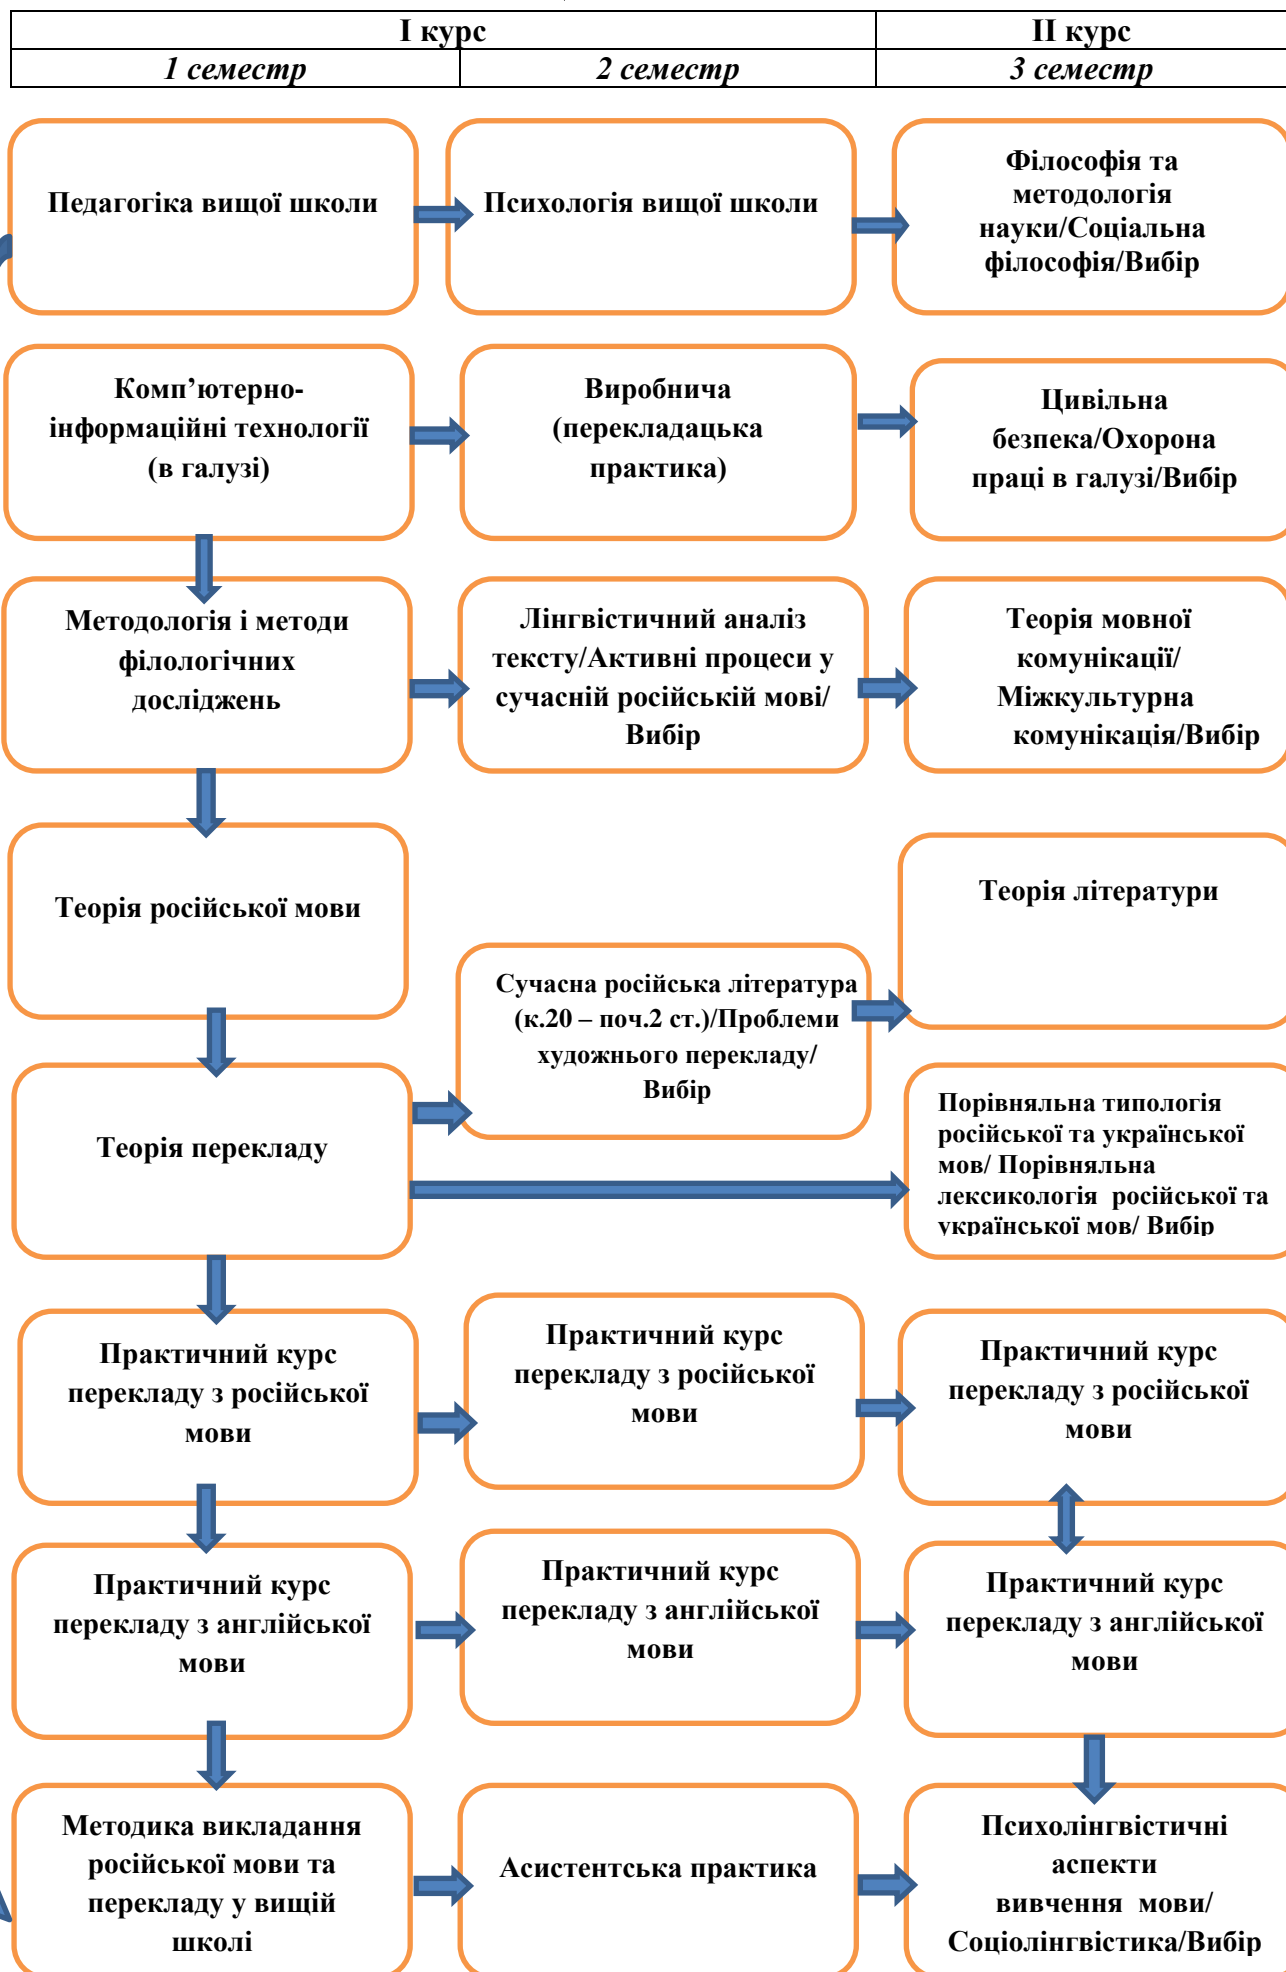 I курс
II курс
1 семестр
2 семестр
3 семестр
Педагогіка вищої школи
Психологія вищої школи
Філософія та
методологія
науки/Соціальна
філософія/Вибір
Комп’ютерно-
інформаційні технології
(в галузі)
Виробнича
(перекладацька
практика)
Цивільна
безпека/Охорона
праці в галузі/Вибір
Методологія і методи
філологічних
досліджень
Лінгвістичний аналіз
тексту/Активні процеси у
сучасній російській мові/
Вибір
Теорія мовної
комунікації/
Міжкультурна
комунікація/Вибір
Теорія російської мови
Сучасна російська література
(к.20 – поч.2 ст.)/Проблеми
художнього перекладу/
Вибір
Теорія літератури
Теорія перекладу
Порівняльна типологія
російської та української
мов/ Порівняльна
лексикологія російської та
української мов/ Вибір
Практичний курс
перекладу з російської
мови
Практичний курс
перекладу з російської
мови
Практичний курс
перекладу з російської
мови
Практичний курс
перекладу з англійської
мови
Практичний курс
перекладу з англійської
мови
Практичний курс
перекладу з англійської
мови
Методика викладання
російської мови та
перекладу у вищій
школі
Асистентська практика
Психолінгвістичні
аспекти
вивчення мови/
Соціолінгвістика/Вибір